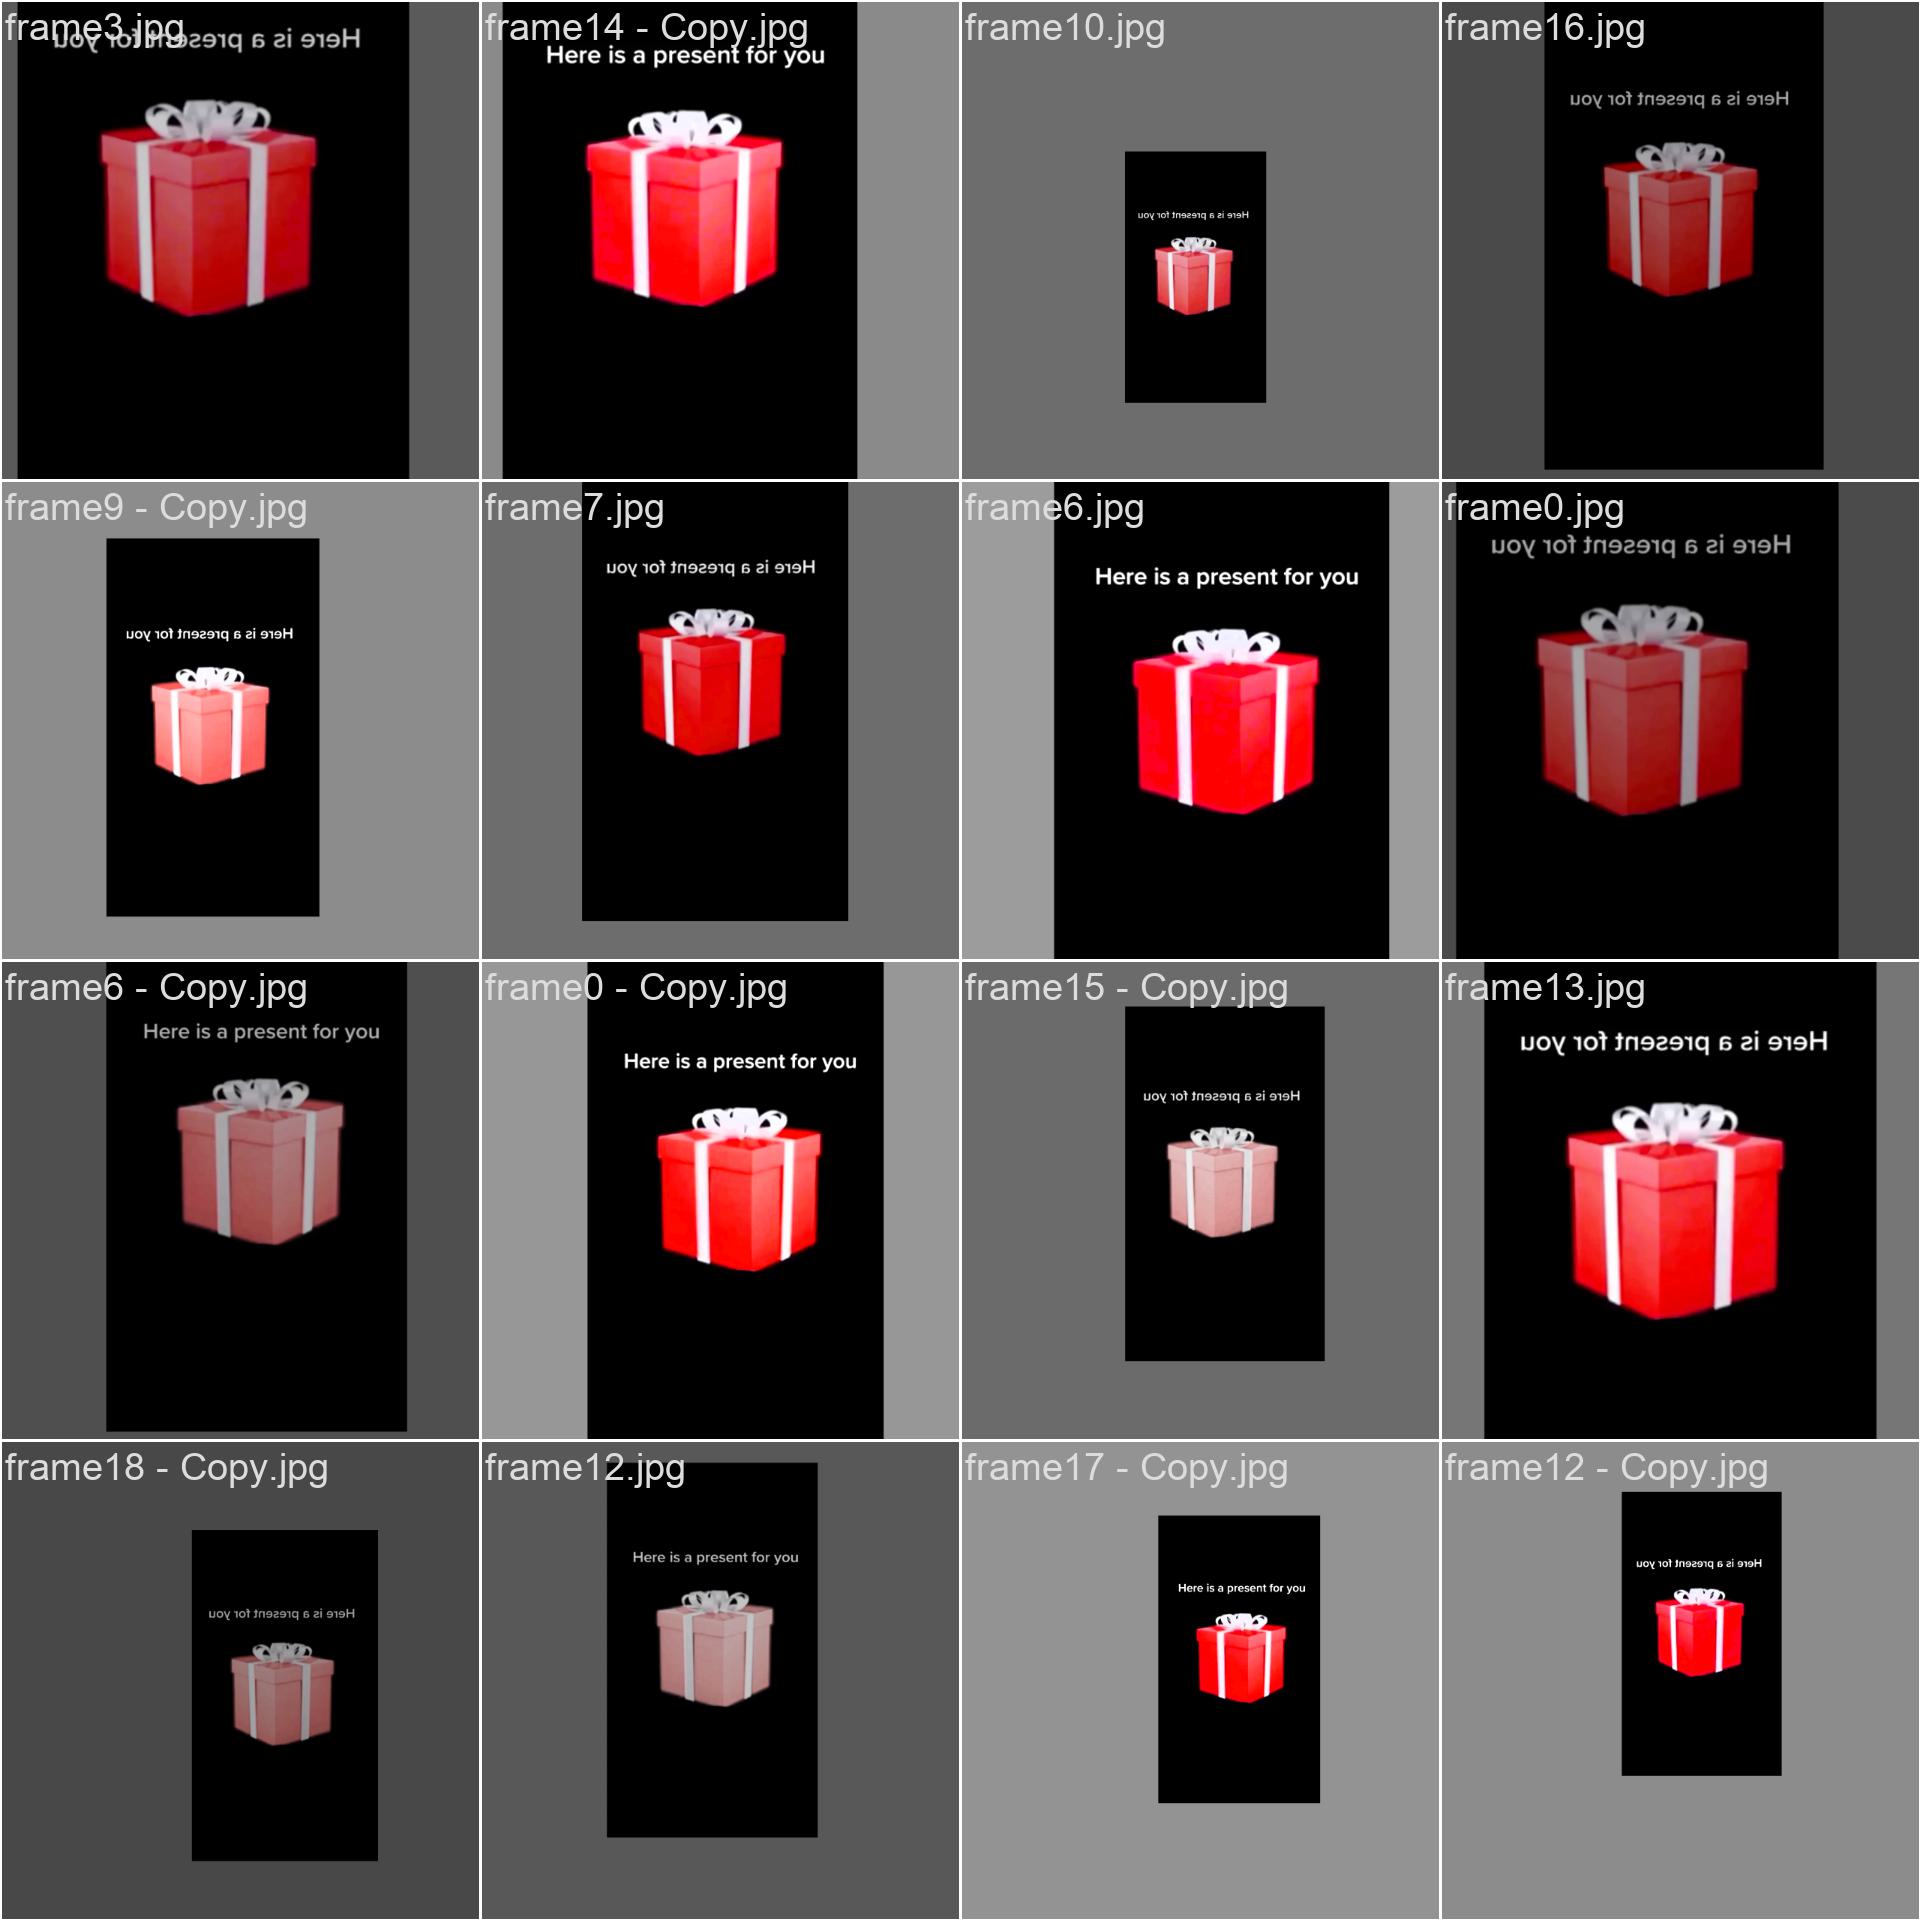 frame3.jpg
Here is a present for you
frame14 - Copy.jpg
Here is a present for you
frame10.jpg
Here is a present for you
frame16.jpg
Here is a present for you
frame9 - Copy.jpg
Here is a present for you
frame7.jpg
Here is a present for you
frame6.jpg
Here is a present for you
frame0.jpg
Here is a present for you
frame6 - Copy.jpg
Here is a present for you
frame0 - Copy.jpg
Here is a present for you
frame15 - Copy.jpg
Here is a present for you
frame13.jpg
Here is a present for you
frame18 - Copy.jpg
Here is a present for you
frame12.jpg
Here is a present for you
frame17 - Copy.jpg
Here is a present for you
frame12 - Copy.jpg
Here is a present for you